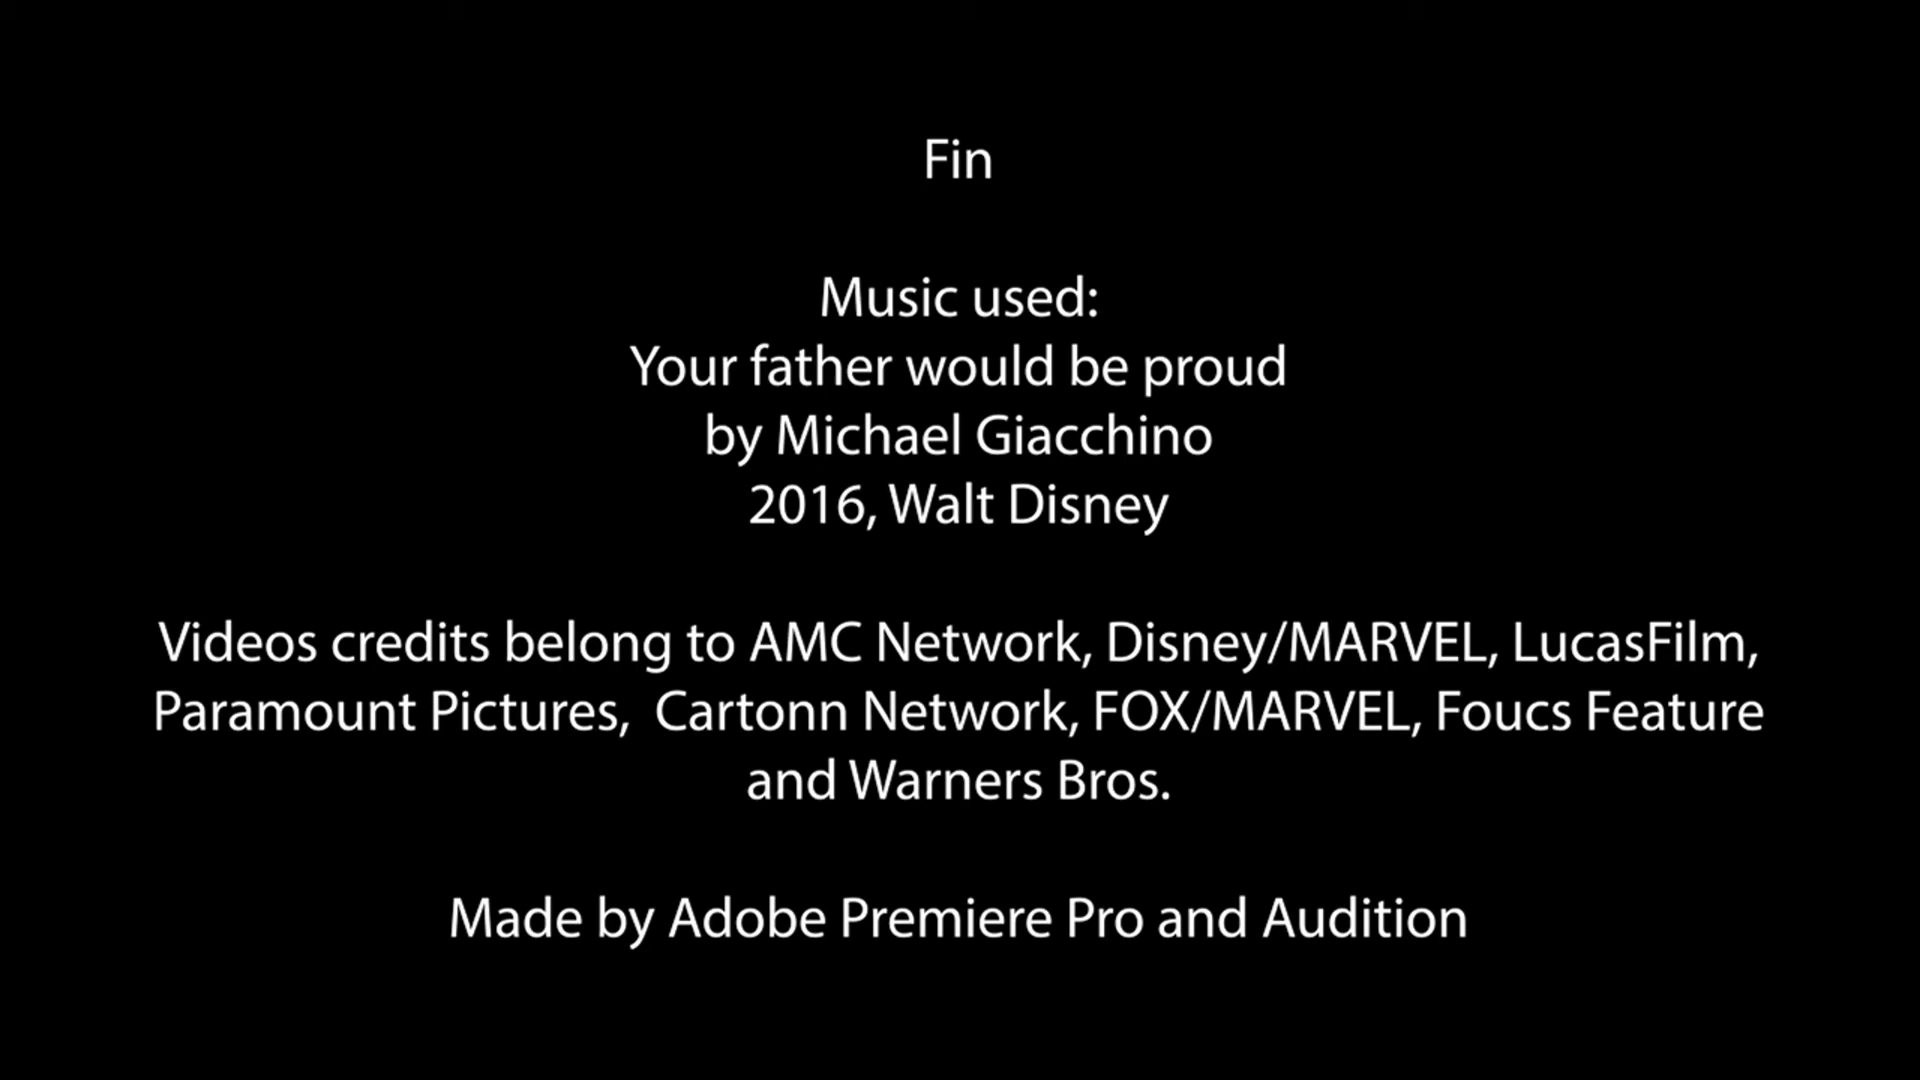 Fin
Music used:
Your father would be proud
by Michael Giacchino
2016, Walt Disney
Videos credits belong to AMC Network, Disney/MARVEL, LucasFilm,
Paramount Pictures,  Cartonn Network, FOX/MARVEL, Foucs Feature
and Warners Bros.
Made by Adobe Premiere Pro and Audition